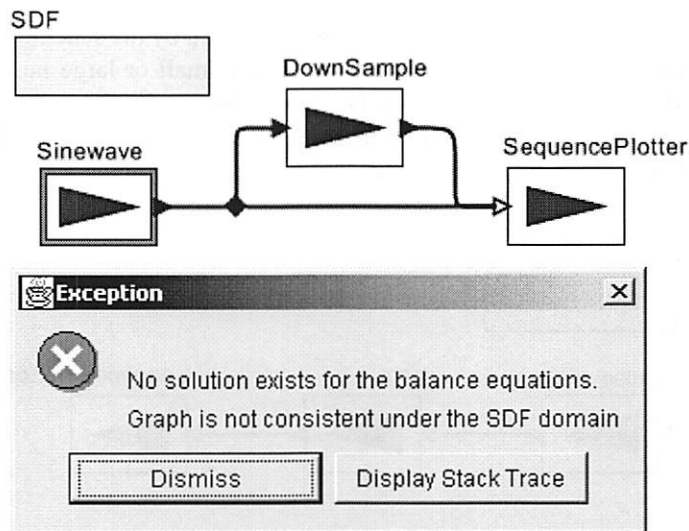 SDF
DownSample
Sinewave
SequencePlotter
Exception
No solution exists for the balance equations.
Graph is not consistent under the SDF domain
Dismiss
Display Stack Trace